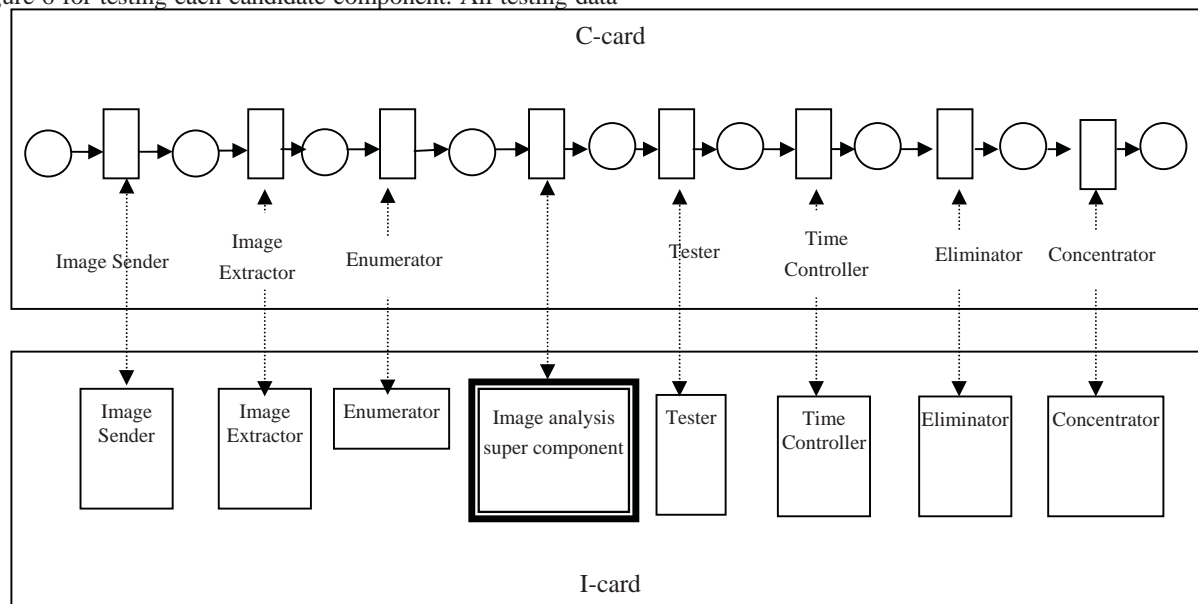 gure 6 for testing each candidate component. All testing data
C-card
Image Sender
Image
Extractor
Enumerator
Tester
Time
Controller
Eliminator
Concentrator
Image
Sender
Image
Extractor
Enumerator
Image analysis
super component
Tester
Time
Controller
Eliminator
Concentrator
I-card